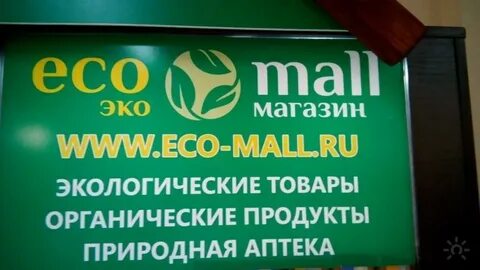 eco mall
эко магазин
WWW.ECO-MALL.RU
ЭКОЛОГИЧЕСКИЕ ТОВАРЫ
ОРГАНИЧЕСКИЕ ПРОДУКТЫ
ПРИРОДНАЯ АПТЕКА